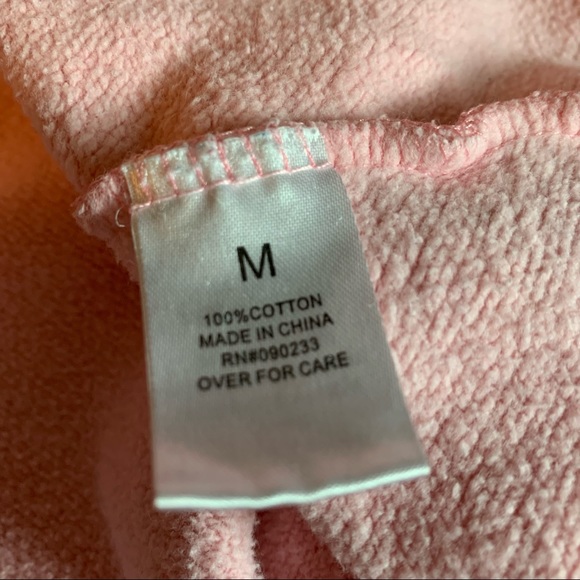 M
100%COTTON
MADE IN CHINA
RN#090233
OVER FOR CARE